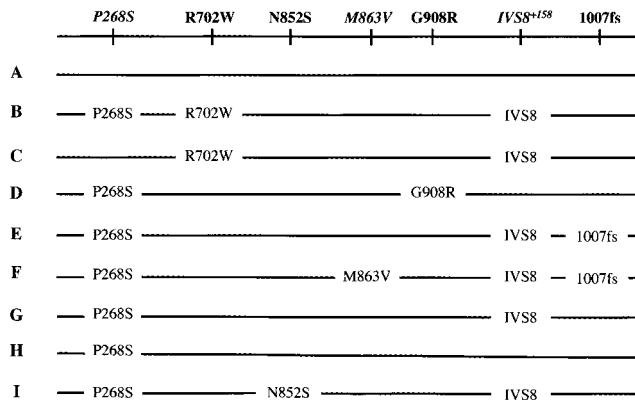 P268S R702W N852S M863V G908R IVS8+158 1007fs
A
B P268S R702W IVS8
C R702W IVS8
D P268S G908R
E P268S IVS8 1007fs
F P268S M863V IVS8 1007fs
G P268S IVS8
H P268S
I P268S N852S IVS8